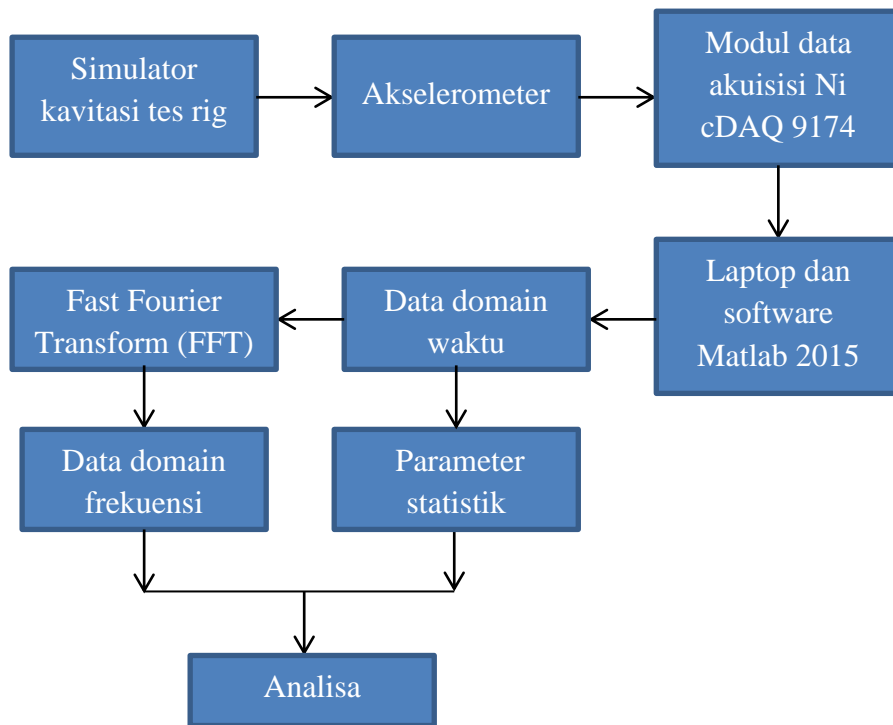 Simulator
kavitasi tes rig
Akselerometer
Modul data
akuisisi Ni
cDAQ 9174
Laptop dan
software
Matlab 2015
Data domain
waktu
Fast Fourier
Transform (FFT)
Data domain
frekuensi
Parameter
statistik
Analisa